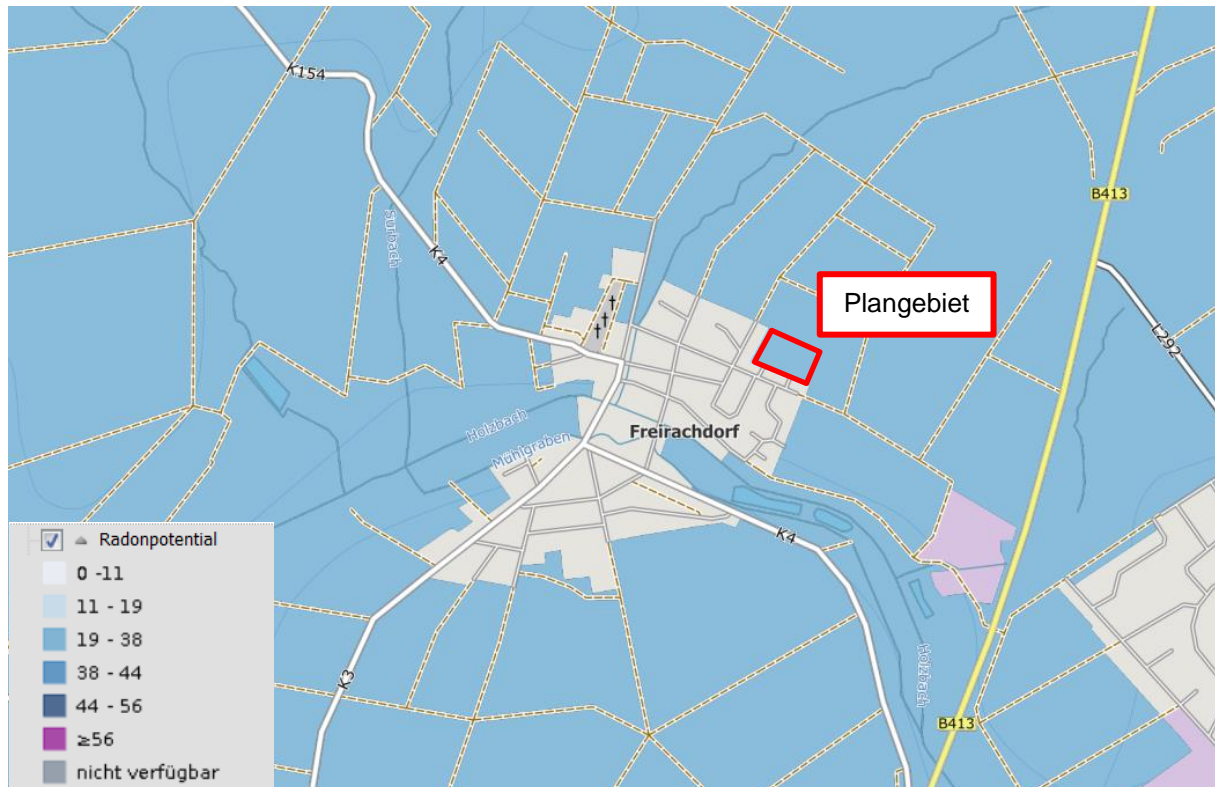 K154
B413
Surbach
K4
Plangebiet
L292
Holzbach
Mühlgraben
Freirachdorf
K4
K3
Holzbach
B413
Radonpotential
0 -11
11 - 19
19 - 38
38 - 44
44 - 56
≥56
nicht verfügbar